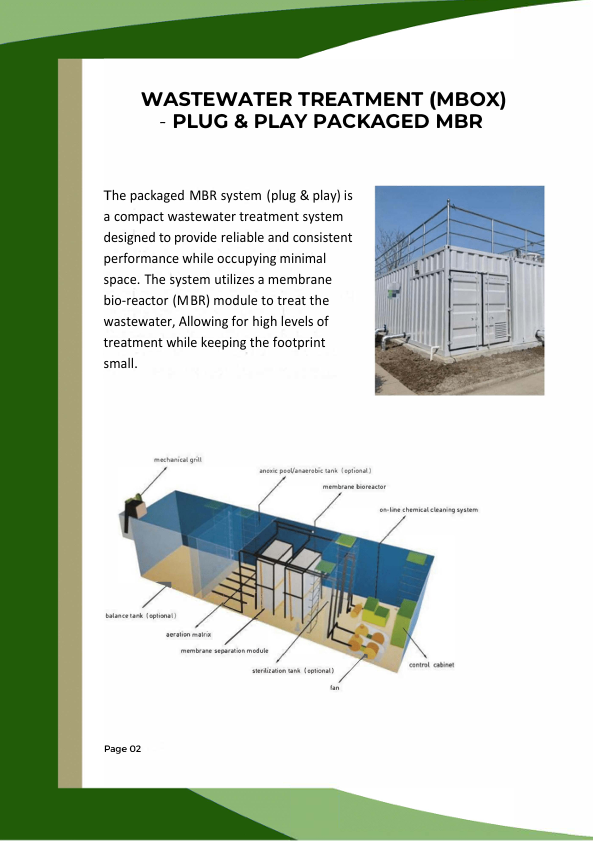 WASTEWATER TREATMENT (MBOX)
- PLUG & PLAY PACKAGED MBR
The packaged MBR system (plug & play) is
a compact wastewater treatment system
designed to provide reliable and consistent
performance while occupying minimal
space. The system utilizes a membrane
bio-reactor (MBR) module to treat the
wastewater, Allowing for high levels of
treatment while keeping the footprint
small.
mechanical grill
anoxic pool/anaerobic tank (optional)
membrane bioreactor
on-line chemical cleaning system
balance tank (optional)
aeration matrix
membrane separation module
sterilization tank (optional)
fan
control cabinet
Page 02